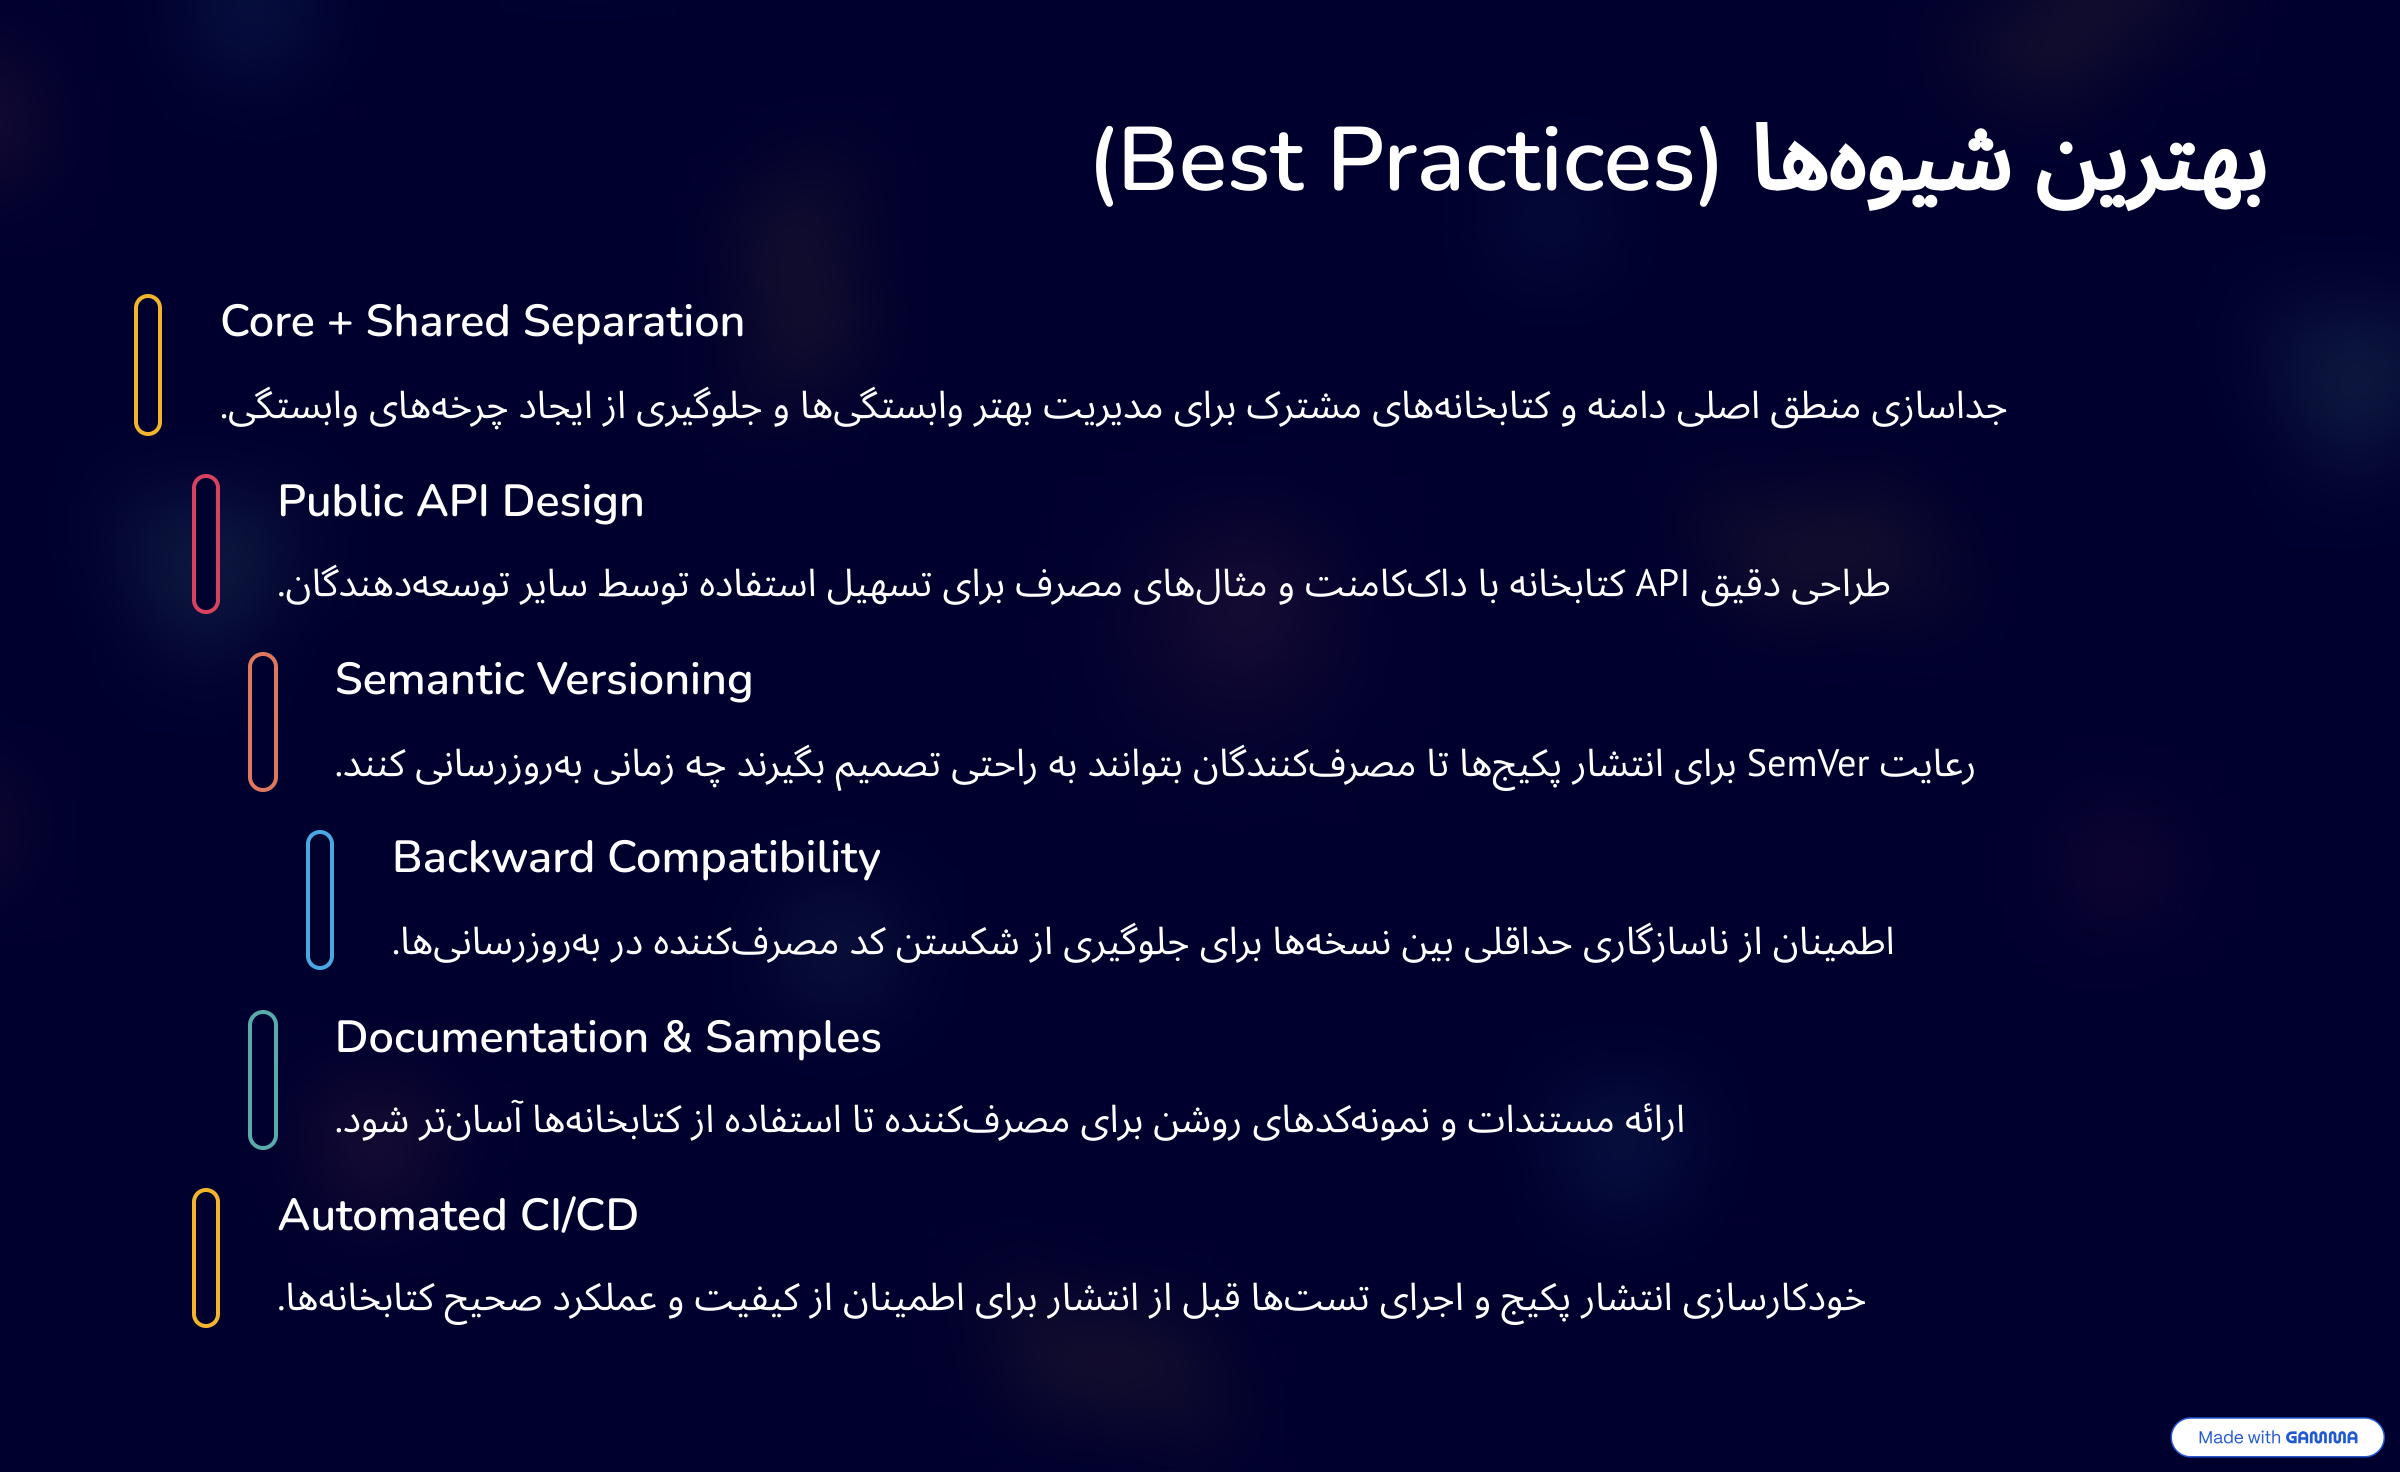 بهترین شیوه‌ها (Best Practices)
Core + Shared Separation
جداسازی منطق اصلی دامنه و کتابخانه‌های مشترک برای مدیریت بهتر وابستگی‌ها و جلوگیری از ایجاد چرخه‌های وابستگی.
Public API Design
طراحی دقیق API کتابخانه با داک‌کامنت و مثال‌های مصرف برای تسهیل استفاده توسط سایر توسعه‌دهندگان.
Semantic Versioning
رعایت SemVer برای انتشار پکیج‌ها تا مصرف‌کنندگان بتوانند به راحتی تصمیم بگیرند چه زمانی به‌روزرسانی کنند.
Backward Compatibility
اطمینان از ناسازگاری حداقلی بین نسخه‌ها برای جلوگیری از شکستن کد مصرف‌کننده در به‌روزرسانی‌ها.
Documentation & Samples
ارائه مستندات و نمونه‌کدهای روشن برای مصرف‌کننده تا استفاده از کتابخانه‌ها آسان‌تر شود.
Automated CI/CD
خودکارسازی انتشار پکیج و اجرای تست‌ها قبل از انتشار برای اطمینان از کیفیت و عملکرد صحیح کتابخانه‌ها.
Made with GAMMA